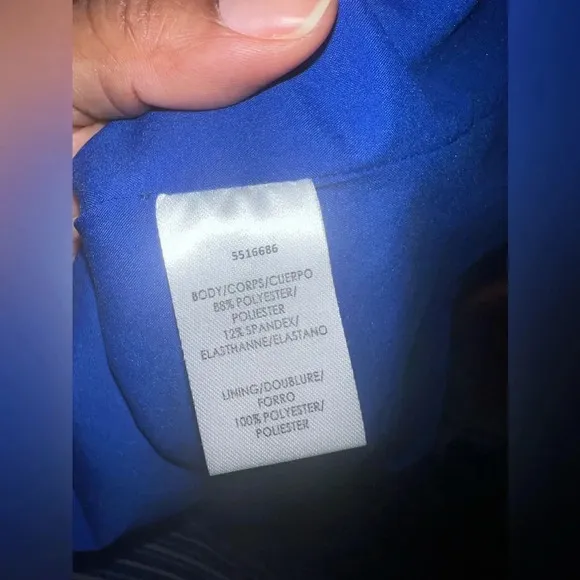 5516686
BODY/CORPS/CUERPO
88% POLYESTER/
POLIESTER
12% SPANDEX/
ELASTHANNE/ELASTANO
LINING/DOUBLURE/
FORRO
100% POLYESTER/
POLIESTER